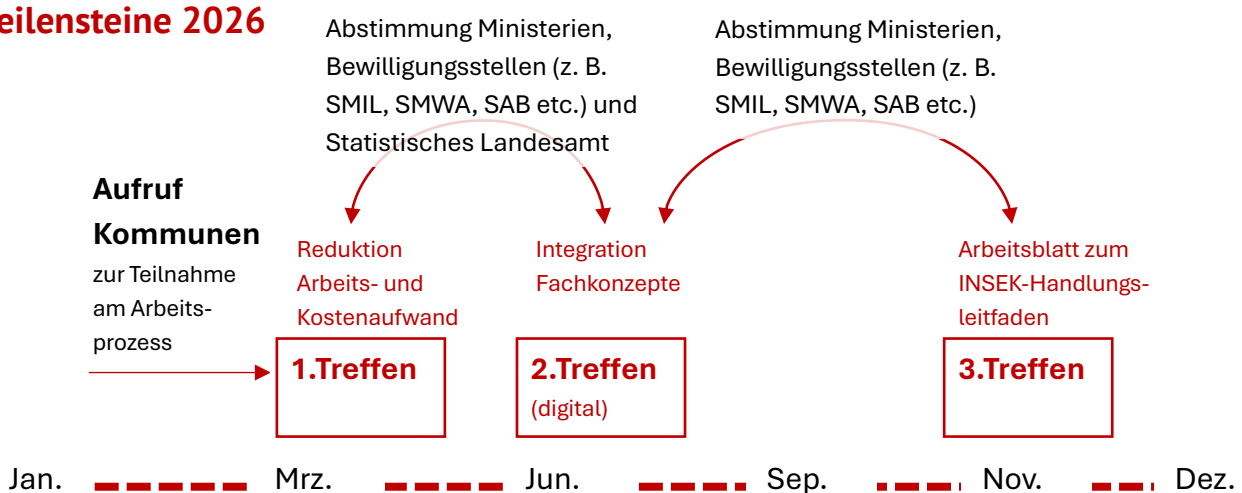 eilensteine 2026
Abstimmung Ministerien,
Bewilligungsstellen (z. B.
SMIL, SMWA, SAB etc.) und
Statistisches Landesamt
Abstimmung Ministerien,
Bewilligungsstellen (z. B.
SMIL, SMWA, SAB etc.)
Aufruf
Kommunen
zur Teilnahme
am Arbeits-
prozess
Reduktion
Arbeits- und
Kostenaufwand
1.Treffen
Integration
Fachkonzepte
2.Treffen
(digital)
Arbeitsblatt zum
INSEK-Handlungs-
leitfaden
3.Treffen
Jan. Mrz. Jun. Sep. Nov. Dez.